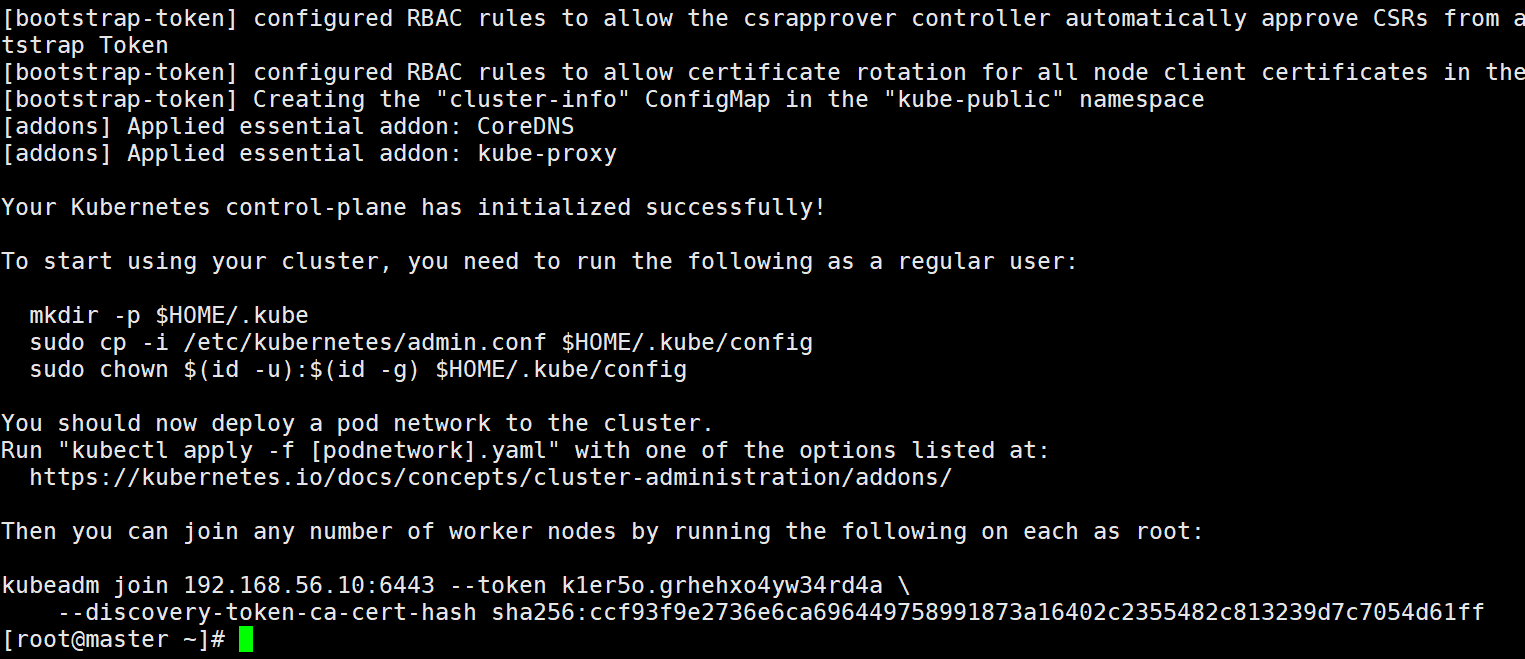 [bootstrap-token] configured RBAC rules to allow the csrapprover controller automatically approve CSRs from a
tstrap Token
[bootstrap-token] configured RBAC rules to allow certificate rotation for all node client certificates in the
[bootstrap-token] Creating the "cluster-info" ConfigMap in the "kube-public" namespace
[addons] Applied essential addon: CoreDNS
[addons] Applied essential addon: kube-proxy
Your Kubernetes control-plane has initialized successfully!
To start using your cluster, you need to run the following as a regular user:
mkdir -p $HOME/.kube
sudo cp -i /etc/kubernetes/admin.conf $HOME/.kube/config
sudo chown $(id -u):$(id -g) $HOME/.kube/config
You should now deploy a pod network to the cluster.
Run "kubectl apply -f [podnetwork].yaml" with one of the options listed at:
https://kubernetes.io/docs/concepts/cluster-administration/addons/
Then you can join any number of worker nodes by running the following on each as root:
kubeadm join 192.168.56.10:6443 --token k1er5o.grhehxo4yw34rd4a \
--discovery-token-ca-cert-hash sha256:ccf93f9e2736e6ca696449758991873a16402c2355482c813239d7c7054d61ff
[root@master ~]#